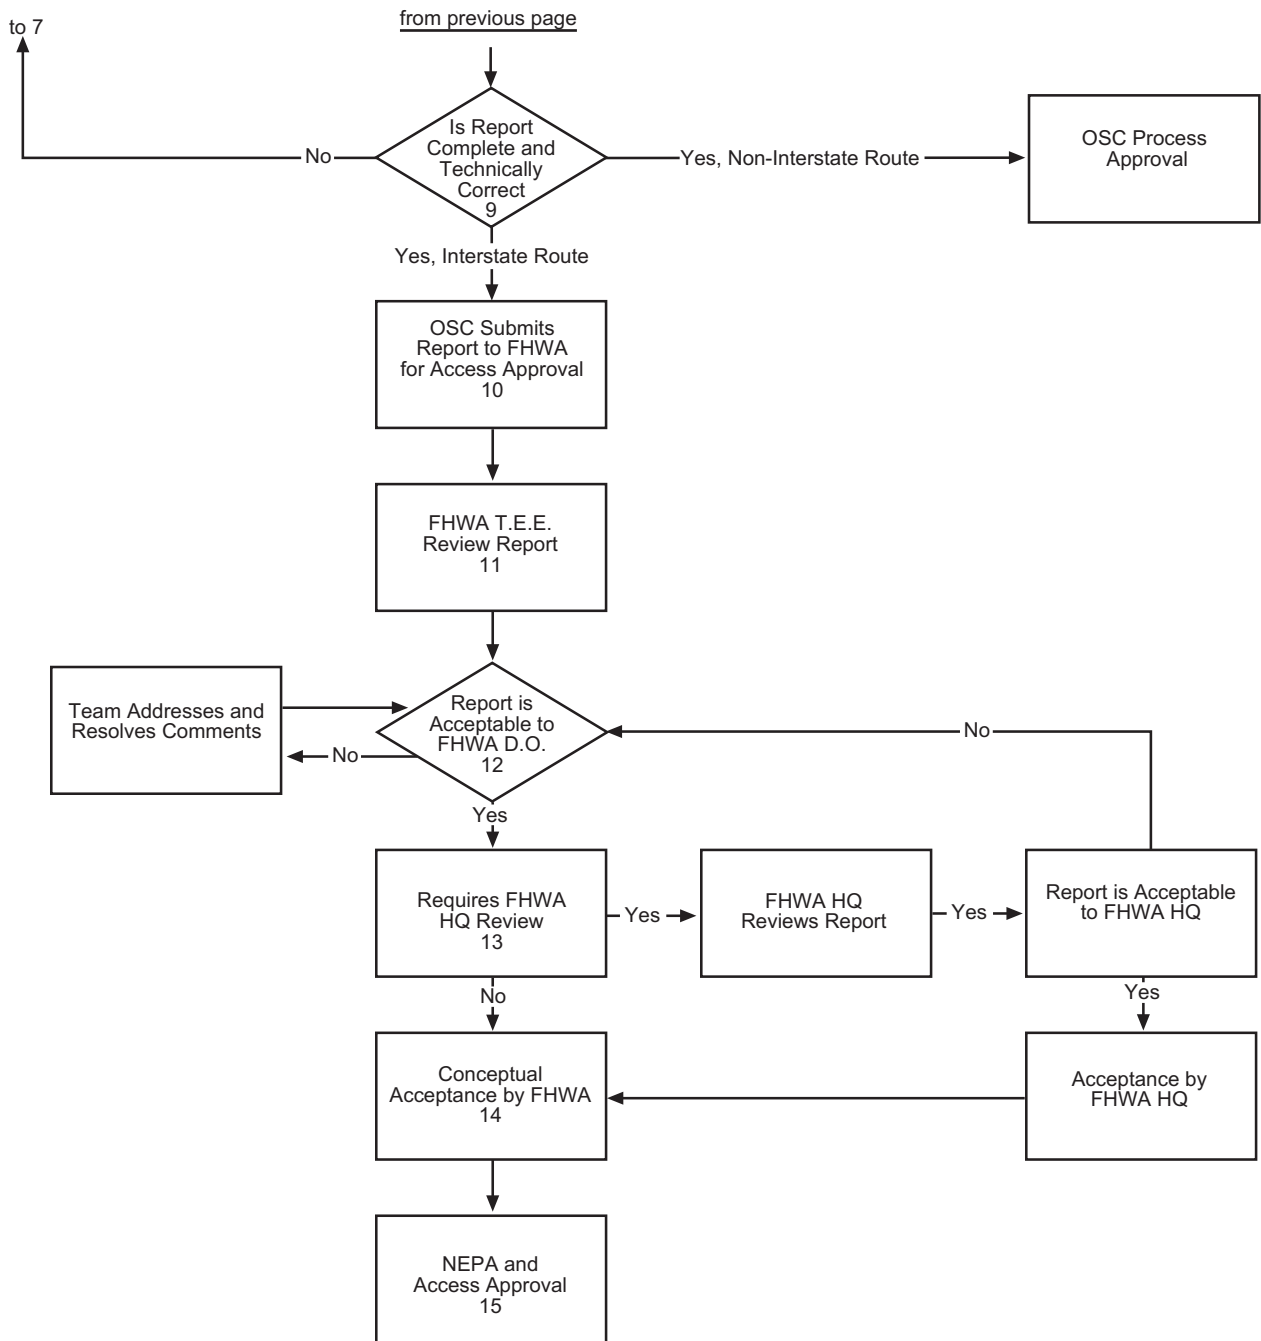 to 7
from previous page
Is Report
Complete and
Technically
Correct
9
No
Yes, Non-Interstate Route
OSC Process
Approval
Yes, Interstate Route
OSC Submits
Report to FHWA
for Access Approval
10
FHWA T.E.E.
Review Report
11
Team Addresses and
Resolves Comments
Report is
Acceptable to
FHWA D.O.
12
No
No
Yes
Requires FHWA
HQ Review
13
Yes
FHWA HQ
Reviews Report
Yes
Report is Acceptable
to FHWA HQ
No
Yes
Conceptual
Acceptance by FHWA
14
Acceptance by
FHWA HQ
NEPA and
Access Approval
15